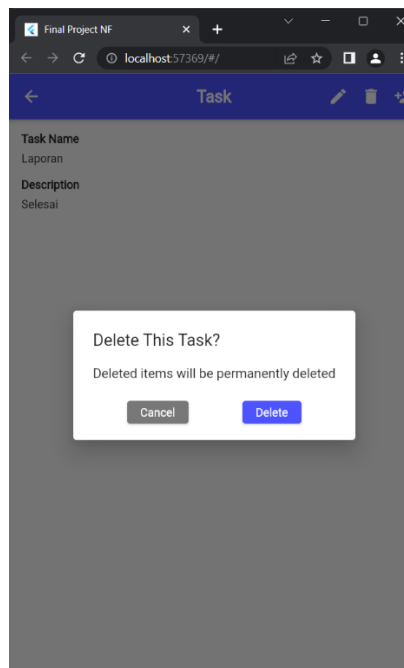 Final Project NF
localhost:57369/#/
Task
Task Name
Laporan
Description
Selesai
Delete This Task?
Deleted items will be permanently deleted
Cancel
Delete